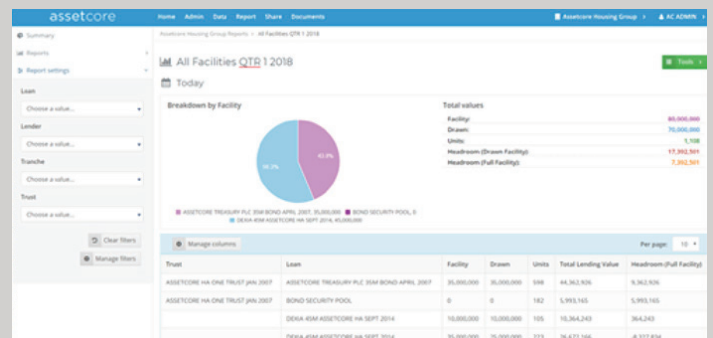 assetcore
Home Admin Data Report Share Documents
Assetcore Housing Group
AC ADMIN
Summary
Reports
Report settings
Assetcore Housing Group Reports > All Facilities QTR 1 2018
All Facilities QTR 1 2018
Tools
Today
Loan
Choose a value...
Lender
Choose a value...
Tranche
Choose a value...
Trust
Choose a value...
Clear filters
Manage filters
Breakdown by Facility
43.8%
56.3%
ASSETCORE TREASURY PLC 35M BOND APRIL 2007, 35,000,000 BOND SECURITY POOL, 0
DEXIA 45M ASSETCORE HA SEPT 2014, 45,000,000
Total values
Facility: 80,000,000
Drawn: 70,000,000
Units: 1,108
Headroom (Drawn Facility): 17,392,501
Headroom (Full Facility): 7,392,501
Manage columns
Per page: 10
Trust Loan Facility Drawn Units Total Lending Value Headroom (Full Facility)
ASSETCORE HA ONE TRUST JAN 2007 ASSETCORE TREASURY PLC 35M BOND APRIL 2007 35,000,000 30,000,000 598 44,362,926 9,362,926
ASSETCORE HA ONE TRUST JAN 2007 BOND SECURITY POOL 0 0 182 5,993,165 5,993,165
DEXIA 45M ASSETCORE HA SEPT 2014 10,000,000 10,000,000 105 10,364,243 364,243
DEXIA 45M ASSETCORE HA SEPT 2014 223